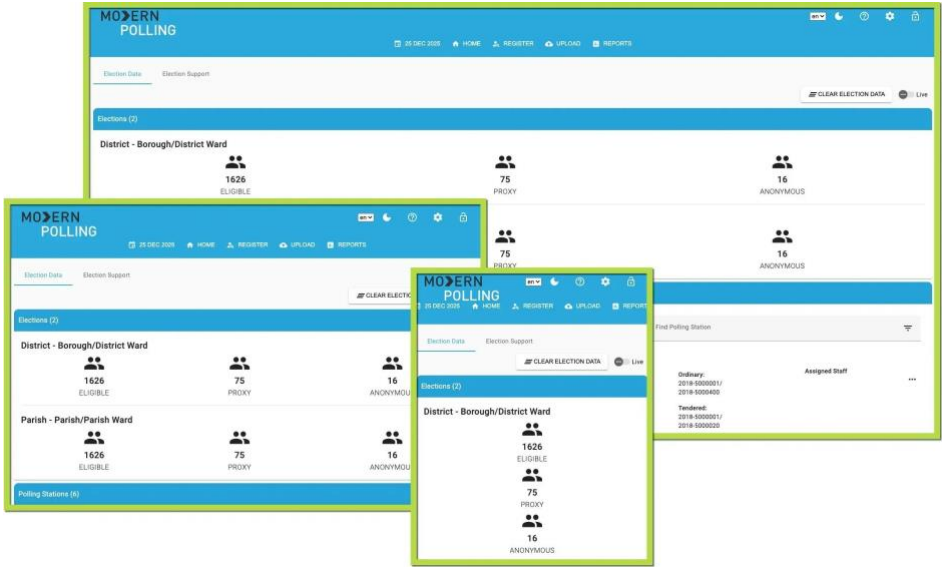 MODERN
POLLING
en
25 DEC 2025 HOME REGISTER UPLOAD REPORTS
Election Data Election Support
CLEAR ELECTION DATA Live
Elections (2)
District - Borough/District Ward
1626 75 16
ELIGIBLE PROXY ANONYMOUS
75 16
PROXY ANONYMOUS
Find Polling Station
Ordinary: Assigned Staff
2018-5000001/
2018-5000400
Tendered:
2018-5000001/
2018-5000020
MODERN
POLLING
en
25 DEC 2025 HOME REGISTER UPLOAD REPORTS
Election Data Election Support
CLEAR ELECTIO
Elections (2)
District - Borough/District Ward
1626 75 16
ELIGIBLE PROXY ANONYMOU
Parish - Parish/Parish Ward
1626 75 16
ELIGIBLE PROXY ANONYMOU
Polling Stations (6)
MODERN
POLLING
en
25 DEC 2025 HOME REGISTER UPLOAD REPORT
Election Data Election Support
CLEAR ELECTION DATA Live
Elections (2)
District - Borough/District Ward
1626
ELIGIBLE
75
PROXY
16
ANONYMOUS